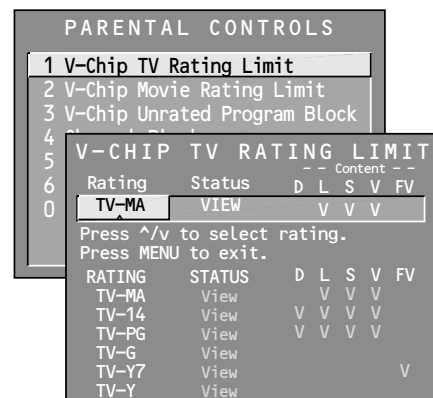 PARENTAL CONTROLS
1 V-Chip TV Rating Limit
2 V-Chip Movie Rating Limit
3 V-Chip Unrated Program Block
4
5
6
0
V-CHIP TV RATING LIMIT
- - Content - -
Rating Status D L S V FV
TV-MA VIEW V V V
Press ^/v to select rating.
Press MENU to exit.
RATING STATUS D L S V FV
TV-MA View V V V
TV-14 View V V V V
TV-PG View V V V V
TV-G View
TV-Y7 View V
TV-Y View